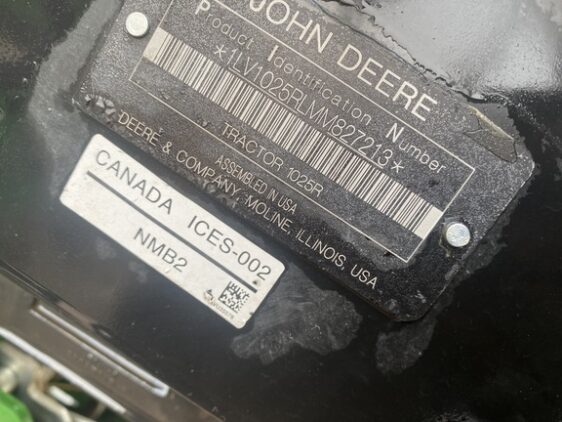 JOHN DEERE
Product Identification Number
*1LV1025RLMM827213*
TRACTOR 1025R
ASSEMBLED IN USA
DEERE & COMPANY MOLINE, ILLINOIS, USA
CANADA ICES-002
NMB2